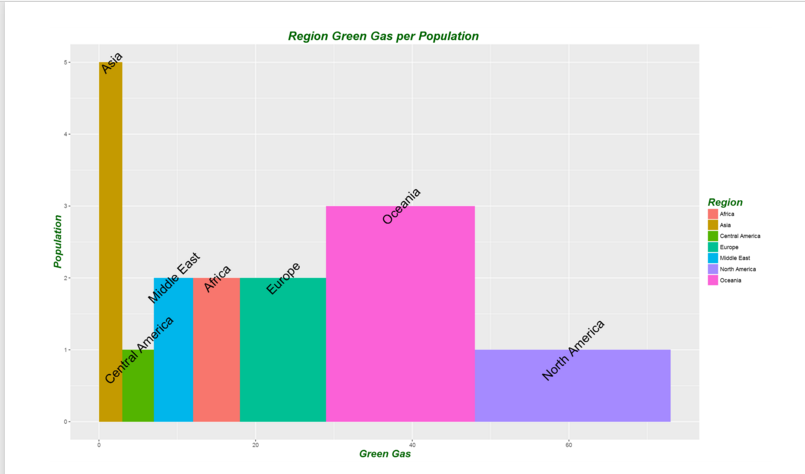 Region Green Gas per Population
Population
5
4
3
2
1
0
Asia
Central America
Middle East
Africa
Europe
Oceania
North America
0
20
40
60
Green Gas
Region
Africa
Asia
Central America
Europe
Middle East
North America
Oceania